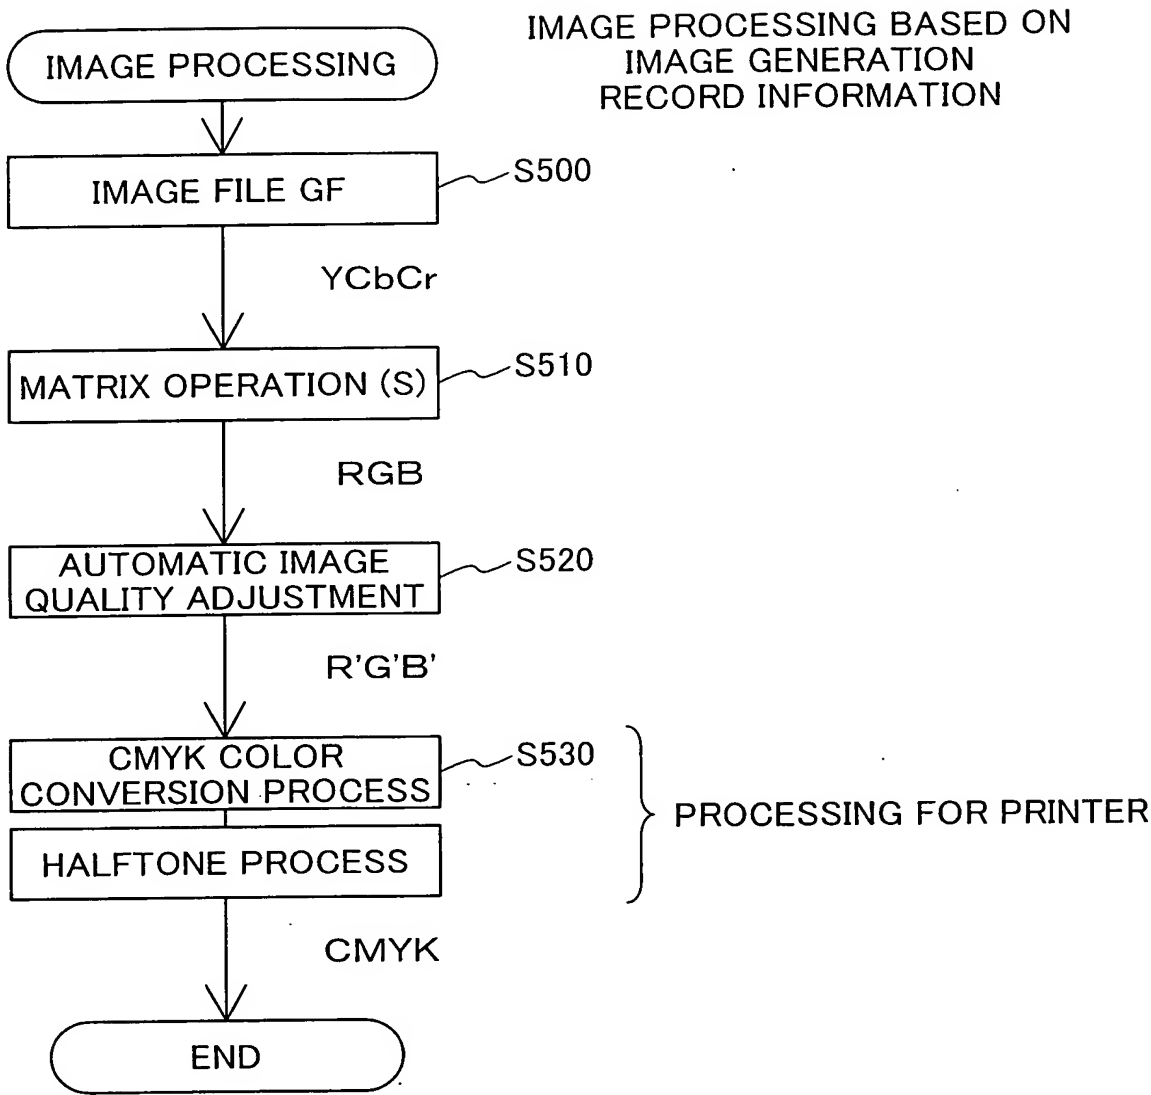 IMAGE PROCESSING BASED ON
IMAGE GENERATION
RECORD INFORMATION
IMAGE PROCESSING
IMAGE FILE GF
S500
YCbCr
MATRIX OPERATION (S)
S510
RGB
AUTOMATIC IMAGE
QUALITY ADJUSTMENT
S520
R'G'B'
CMYK COLOR
CONVERSION PROCESS
S530
HALFTONE PROCESS
PROCESSING FOR PRINTER
CMYK
END